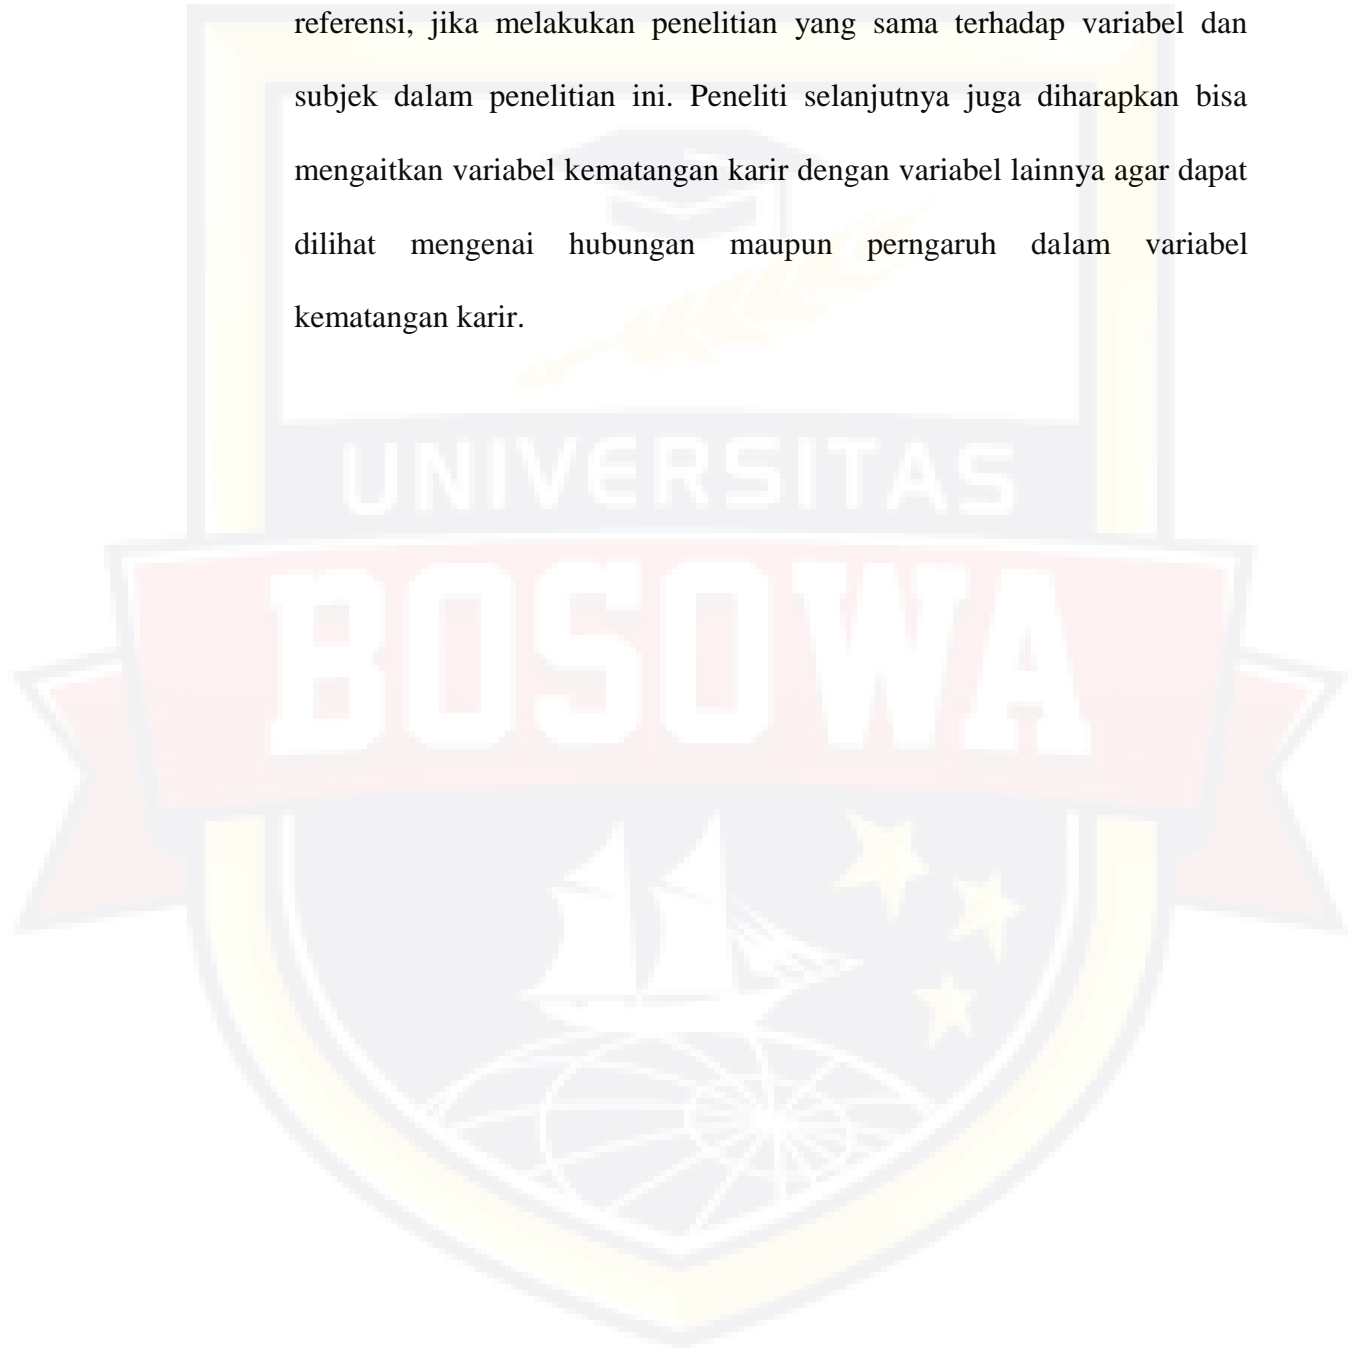 referensi, jika melakukan penelitian yang sama terhadap variabel dan
subjek dalam penelitian ini. Peneliti selanjutnya juga diharapkan bisa
mengaitkan variabel kematangan karir dengan variabel lainnya agar dapat
dilihat mengenai hubungan maupun perngaruh dalam variabel
kematangan karir.
UNIVERSITAS
BOSOWA